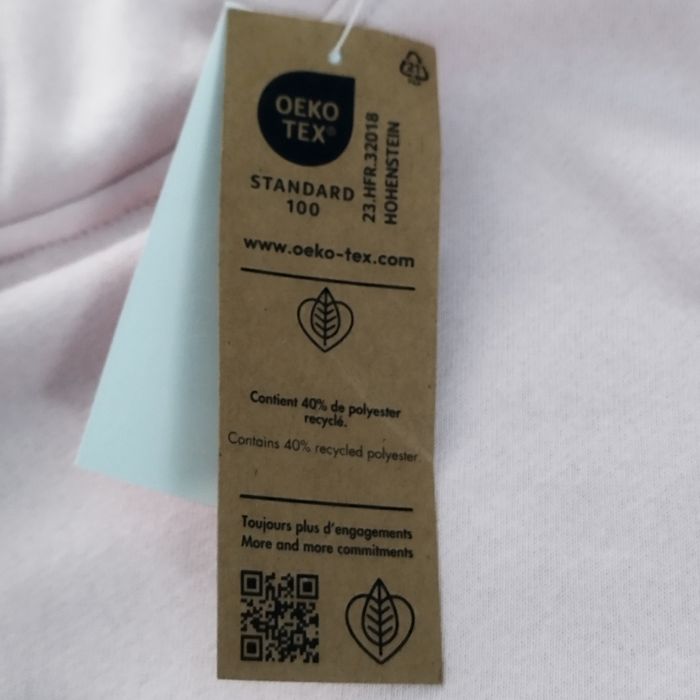 OEKO
TEX®
STANDARD
100
23.HFR.32018
HOHENSTEIN
21
www.oeko-tex.com
Contient 40% de polyester
recyclé.
Contains 40% recycled polyester.
Toujours plus d'engagements
More and more commitments